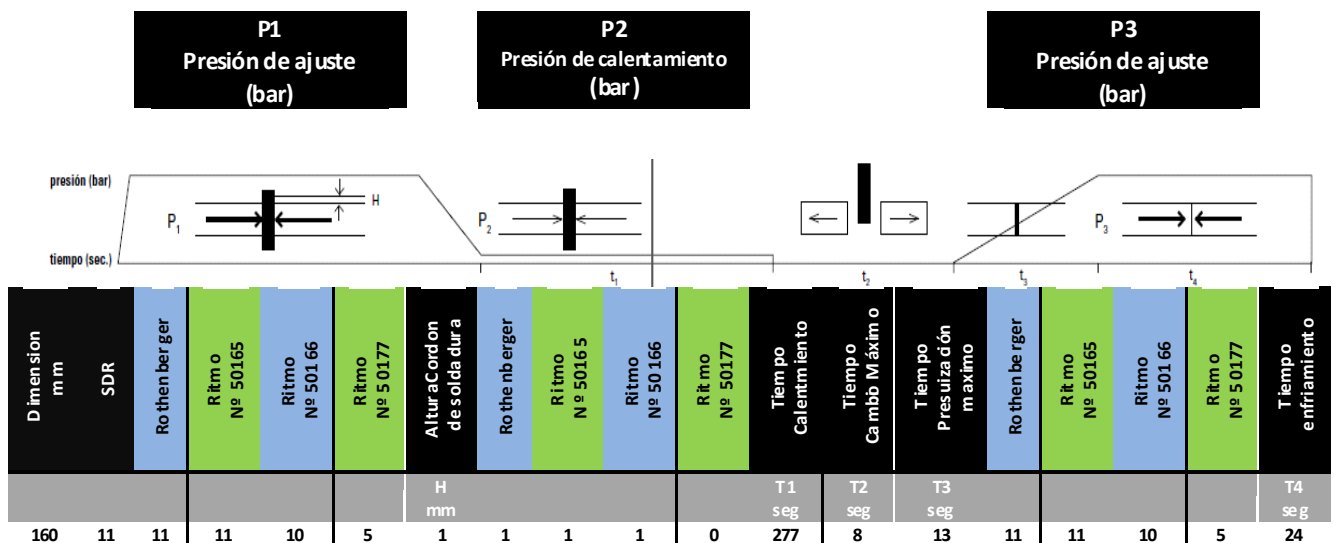 P1
Presión de ajuste
(bar)
P2
Presión de calentamiento
(bar )
P3
Presión de ajuste
(bar)
presión (bar)
P1
H
P2
P3
tiempo (sec.)
t1
t2
t3
t4
Dimension
mm
SDR
Rothenberger
Ritmo
Nº 50165
Ritmo
Nº 50166
Ritmo
Nº 50177
Altura Cordon
de soldadura
Rothenberger
Ritmo
Nº 50165
Ritmo
Nº 50166
Ritmo
Nº 50177
Tiempo
Calentmiento
Tiempo
Cambio Máximo
Tiempo
Presuización
maximo
Rothenberger
Ritmo
Nº 50165
Ritmo
Nº 50166
Ritmo
Nº 50177
Tiempo
enfriamiento
H
mm
T1
seg
T2
seg
T3
seg
T4
seg
160 11 11 11 10 5 1 1 1 1 0 277 8 13 11 11 10 5 24